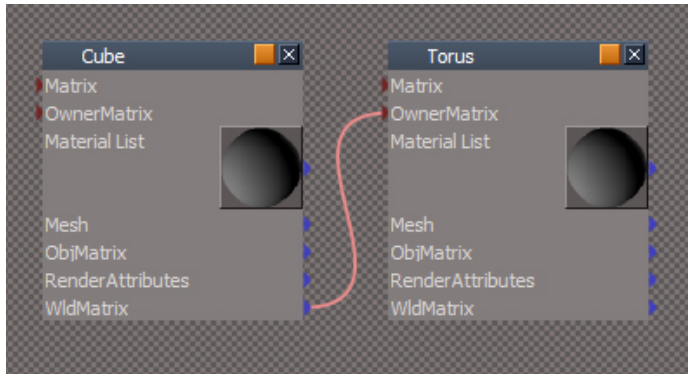 Cube
Matrix
OwnerMatrix
Material List
Mesh
ObjMatrix
RenderAttributes
WldMatrix
Torus
Matrix
OwnerMatrix
Material List
Mesh
ObjMatrix
RenderAttributes
WldMatrix